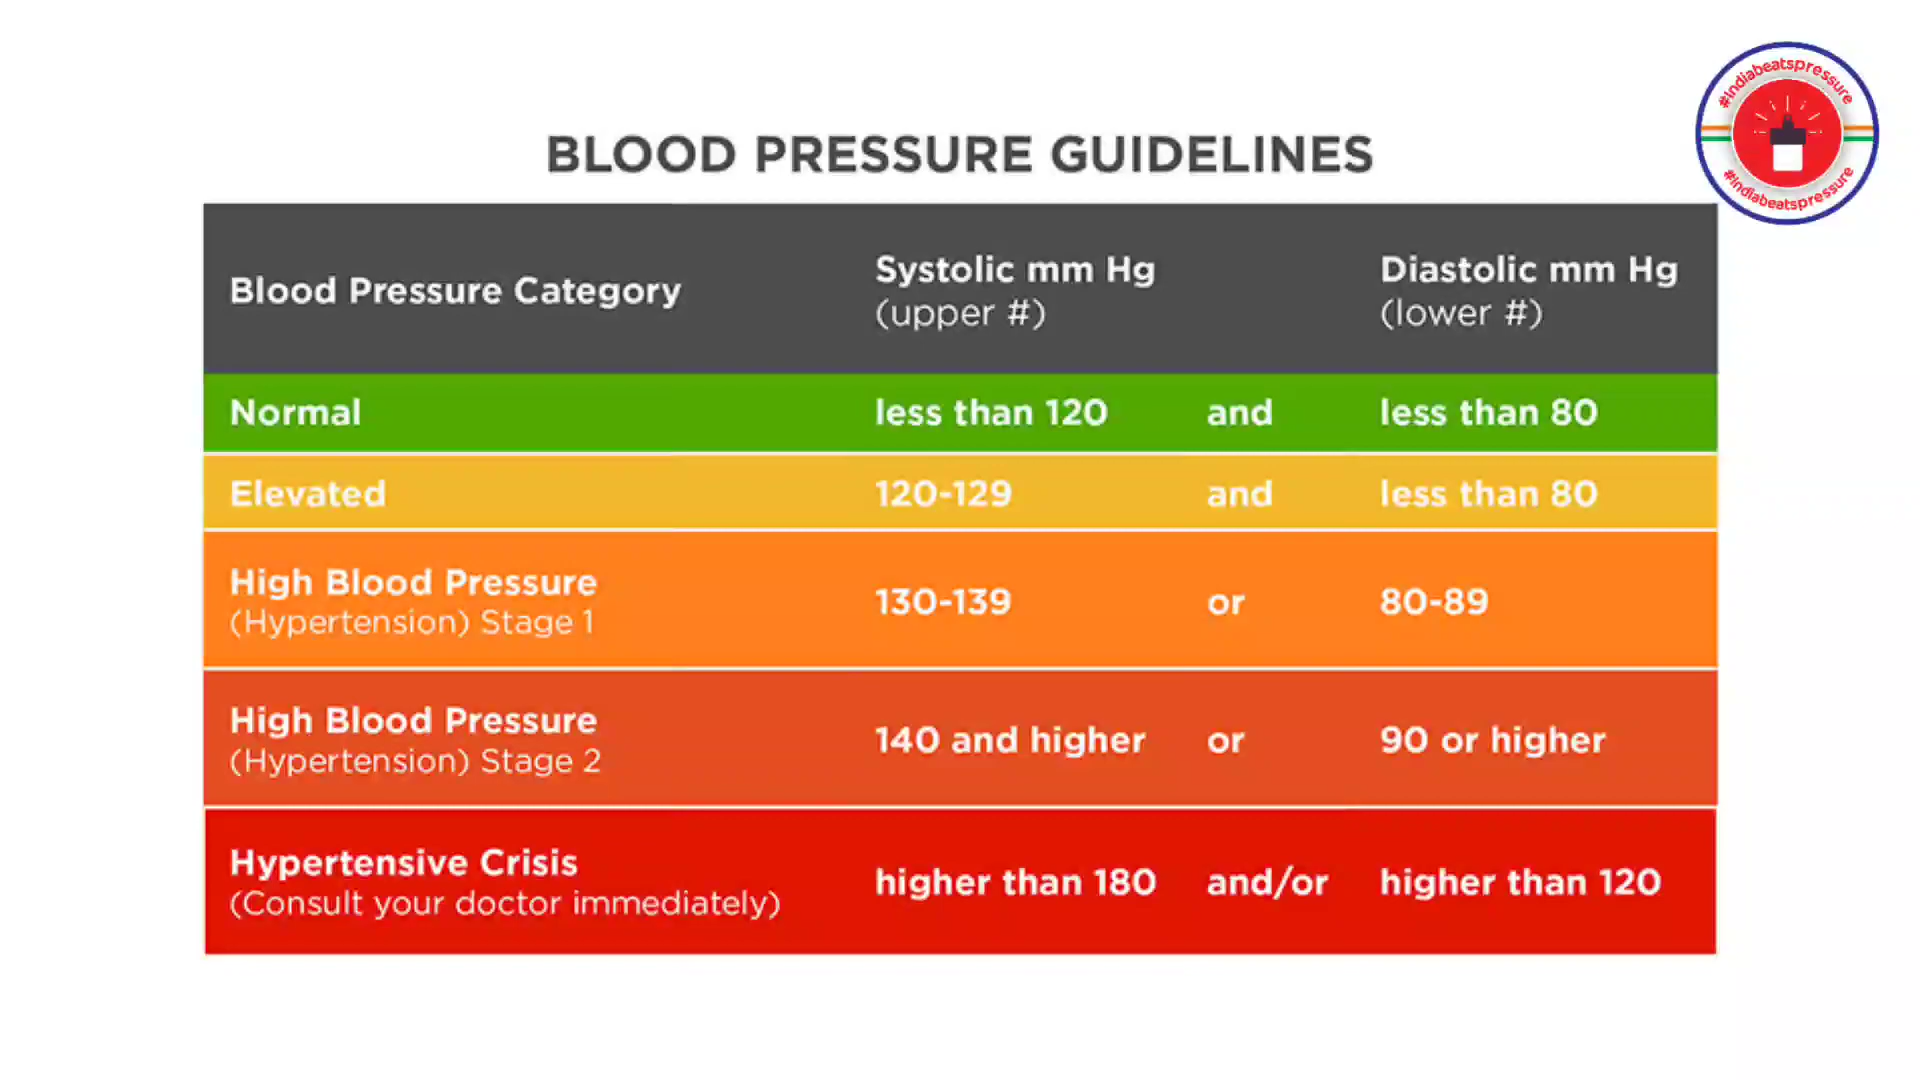 #indiabeatspressure
#indiabeatspressure
BLOOD PRESSURE GUIDELINES
Blood Pressure Category
Systolic mm Hg
(upper #)
Diastolic mm Hg
(lower #)
Normal less than 120 and less than 80
Elevated 120-129 and less than 80
High Blood Pressure
(Hypertension) Stage 1
130-139 or 80-89
High Blood Pressure
(Hypertension) Stage 2
140 and higher or 90 or higher
Hypertensive Crisis
(Consult your doctor immediately)
higher than 180 and/or higher than 120